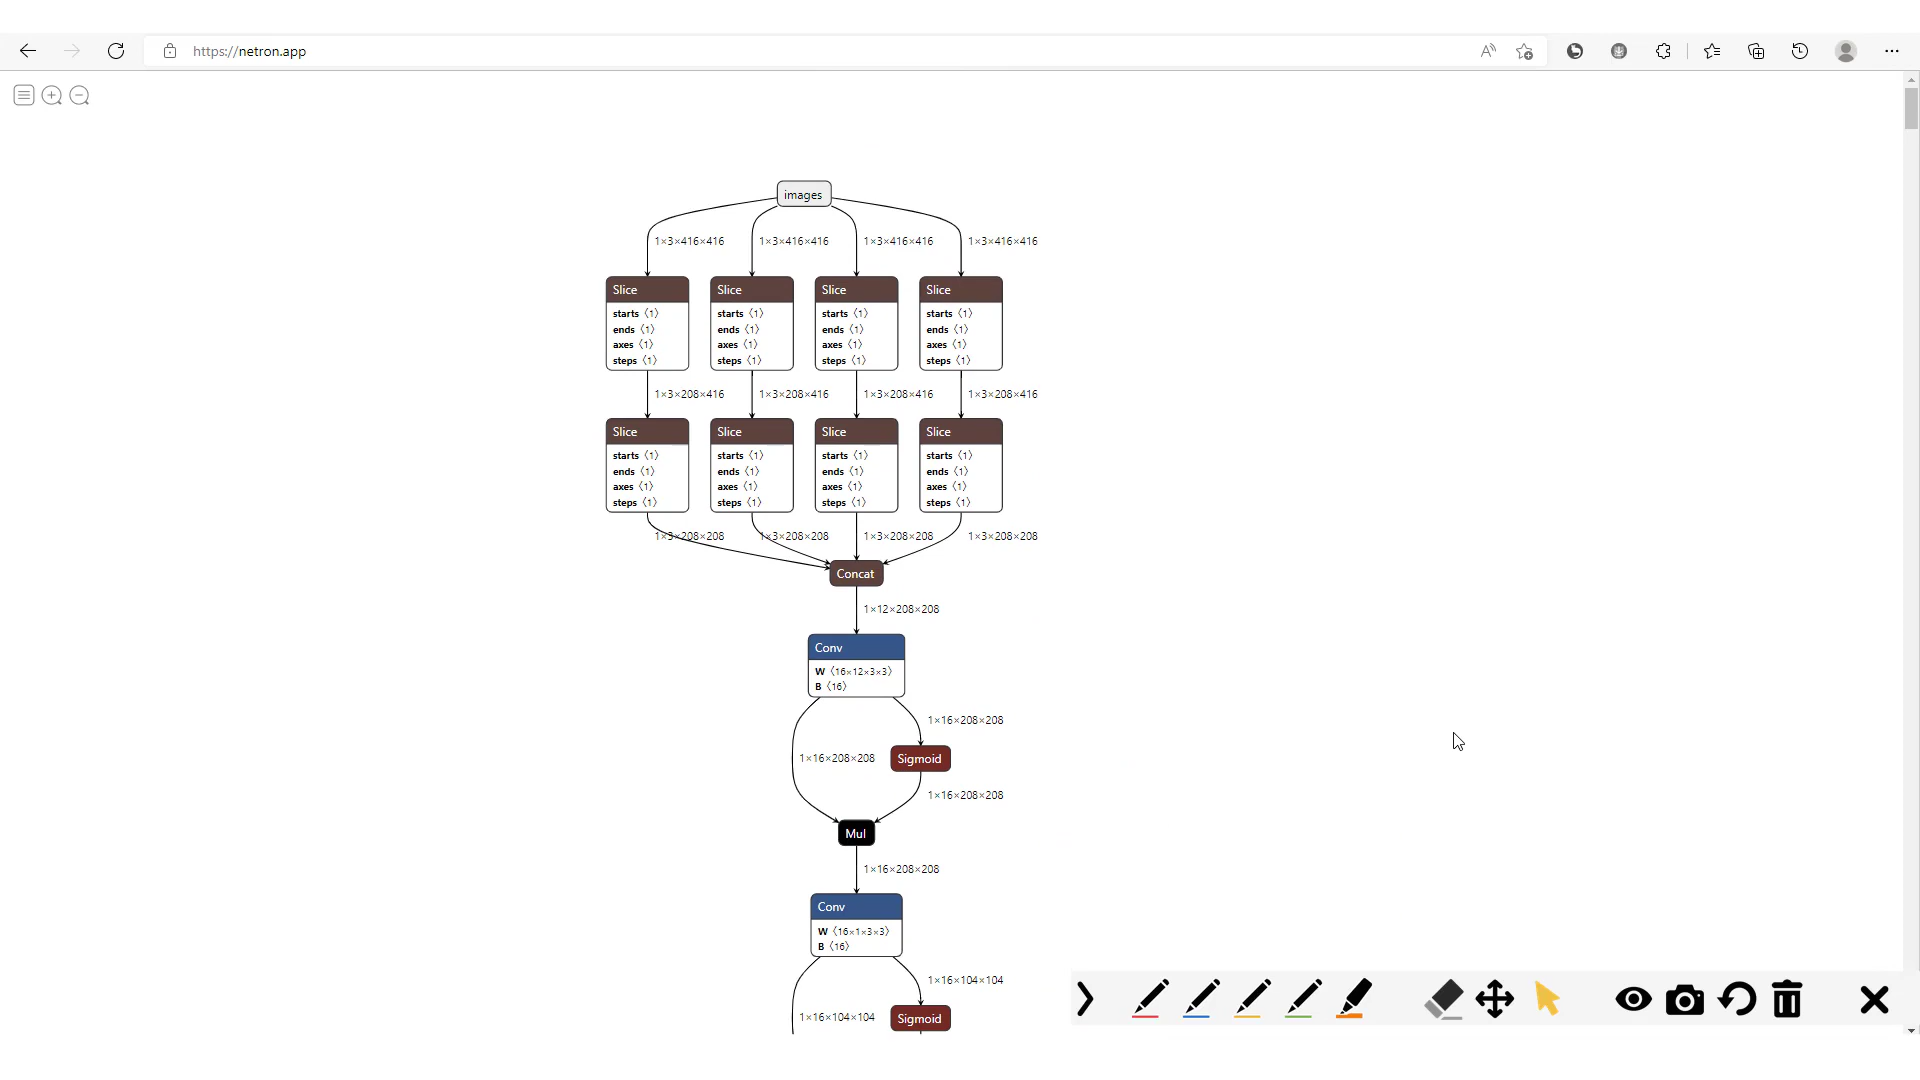 https://netron.app
images
1×3×416×416 1×3×416×416 1×3×416×416 1×3×416×416
Slice Slice Slice Slice
starts 〈1〉 starts 〈1〉 starts 〈1〉 starts 〈1〉
ends 〈1〉 ends 〈1〉 ends 〈1〉 ends 〈1〉
axes 〈1〉 axes 〈1〉 axes 〈1〉 axes 〈1〉
steps 〈1〉 steps 〈1〉 steps 〈1〉 steps 〈1〉
1×3×208×416 1×3×208×416 1×3×208×416 1×3×208×416
Slice Slice Slice Slice
starts 〈1〉 starts 〈1〉 starts 〈1〉 starts 〈1〉
ends 〈1〉 ends 〈1〉 ends 〈1〉 ends 〈1〉
axes 〈1〉 axes 〈1〉 axes 〈1〉 axes 〈1〉
steps 〈1〉 steps 〈1〉 steps 〈1〉 steps 〈1〉
1×3×208×208 1×3×208×208 1×3×208×208 1×3×208×208
Concat
1×12×208×208
Conv
W 〈16×12×3×3〉
B 〈16〉
1×16×208×208
1×16×208×208 Sigmoid
1×16×208×208
Mul
1×16×208×208
Conv
W 〈16×1×3×3〉
B 〈16〉
1×16×104×104
1×16×104×104 Sigmoid